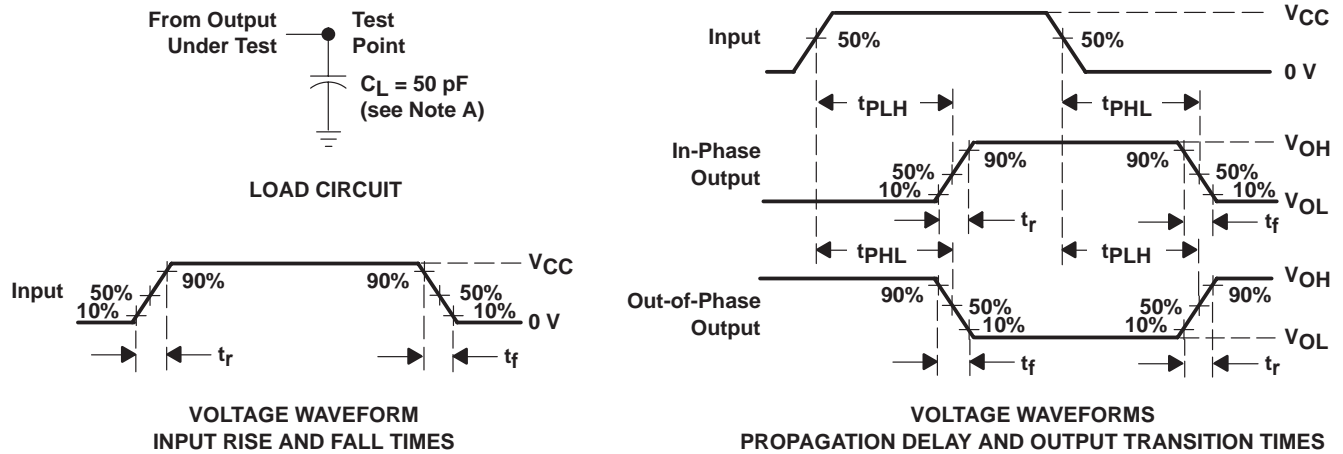 From Output
Under Test
Test
Point
CL = 50 pF
(see Note A)
LOAD CIRCUIT
Input
50%
10%
90%
90%
50%
10%
VCC
0 V
tr
tf
VOLTAGE WAVEFORM
INPUT RISE AND FALL TIMES
Input
50%
50%
VCC
0 V
tPLH
tPHL
In-Phase
Output
50%
10%
90%
90%
50%
10%
VOH
VOL
tr
tf
tPHL
tPLH
Out-of-Phase
Output
90%
50%
10%
50%
10%
90%
VOH
VOL
tf
tr
VOLTAGE WAVEFORMS
PROPAGATION DELAY AND OUTPUT TRANSITION TIMES